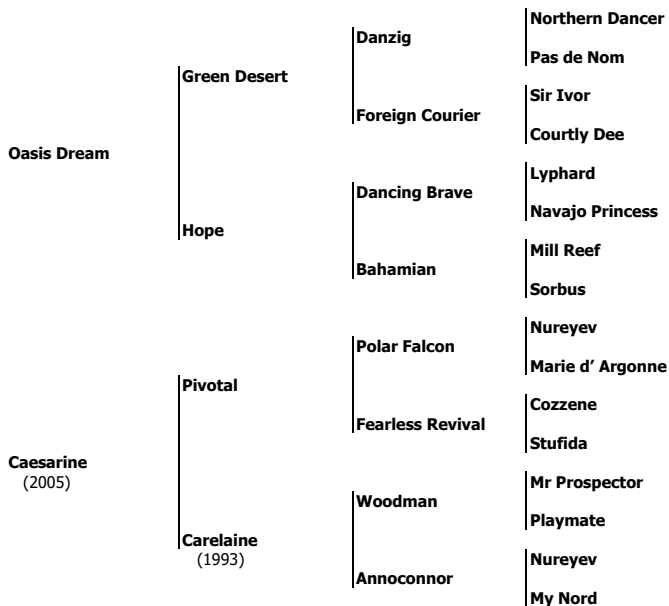 Northern Dancer
Danzig
Pas de Nom
Green Desert
Sir Ivor
Foreign Courier
Courtly Dee
Oasis Dream
Lyphard
Dancing Brave
Navajo Princess
Hope
Mill Reef
Bahamian
Sorbus
Nureyev
Polar Falcon
Marie d’ Argonne
Pivotal
Cozzene
Fearless Revival
Stufida
Caesarine
(2005)
Mr Prospector
Woodman
Playmate
Carelaine
(1993)
Nureyev
Annoconnor
My Nord